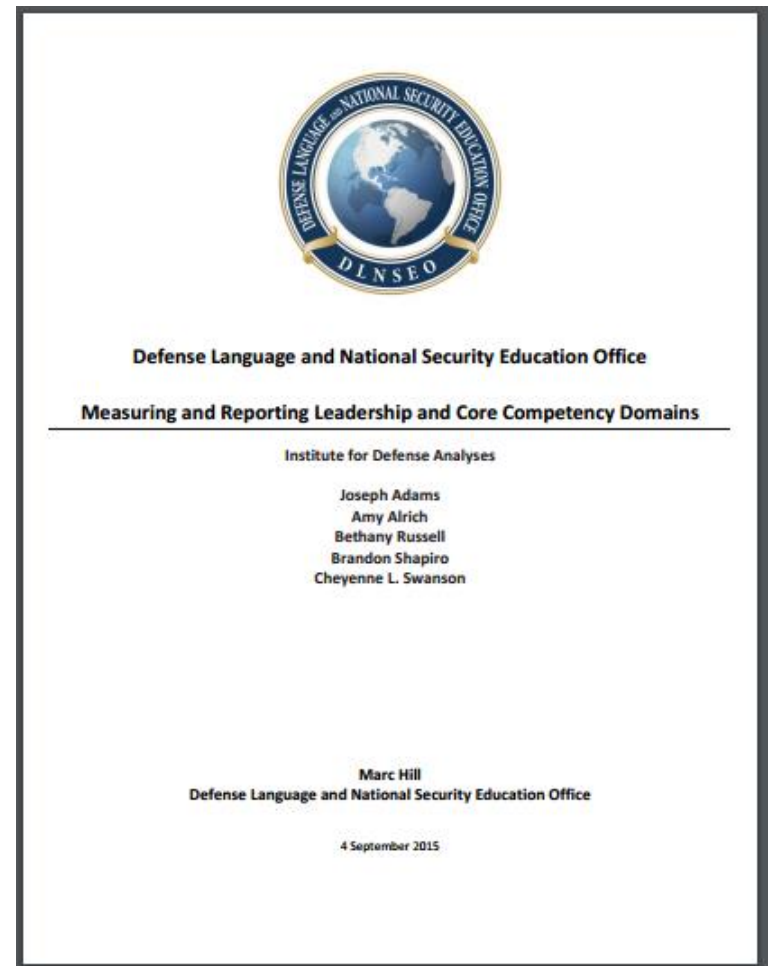 DEFENSE LANGUAGE AND NATIONAL SECURITY EDUCATION OFFICE
DLNSEO
Defense Language and National Security Education Office
Measuring and Reporting Leadership and Core Competency Domains
Institute for Defense Analyses
Joseph Adams
Amy Alrich
Bethany Russell
Brandon Shapiro
Cheyenne L. Swanson
Marc Hill
Defense Language and National Security Education Office
4 September 2015